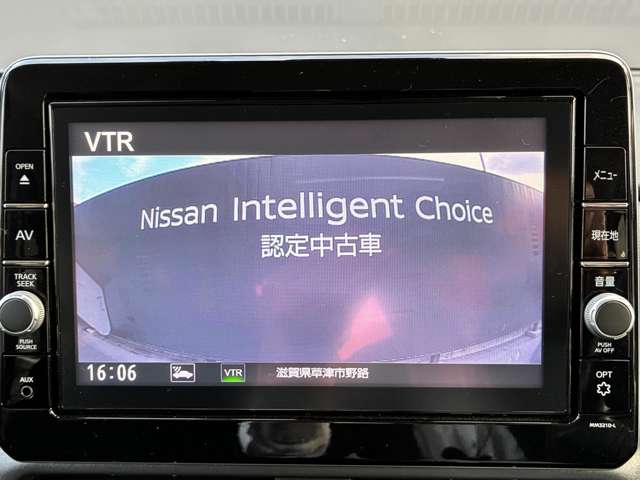 VTR
Nissan Intelligent Choice
認定中古車
16:06
VTR
滋賀県草津市野路
OPEN
AV
TRACK
SEEK
PUSH
SOURCE
AUX
メニュー
現在地
音量
PUSH
AV OFF
OPT
MM321D-L